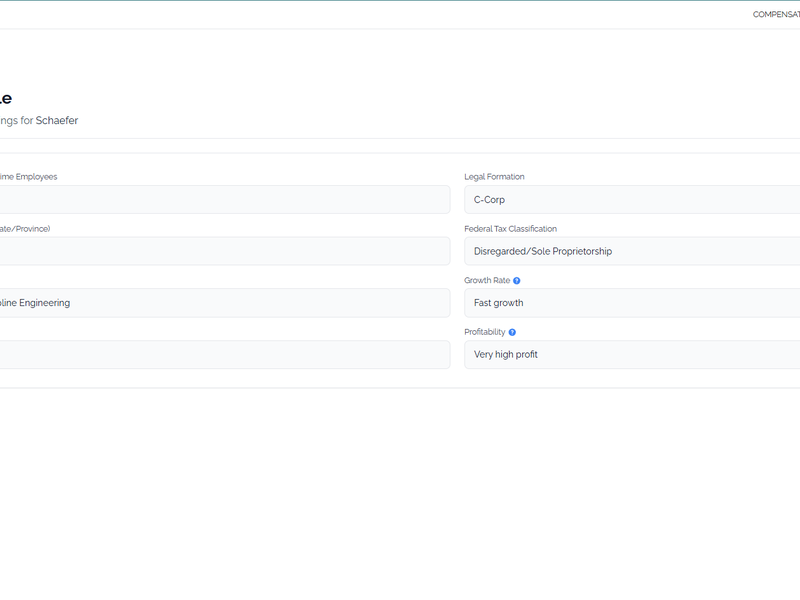 COMPENSAT
le
ngs for Schaefer
ime Employees
Legal Formation
C-Corp
ate/Province)
Federal Tax Classification
Disregarded/Sole Proprietorship
Growth Rate ?
line Engineering
Fast growth
Profitability ?
Very high profit